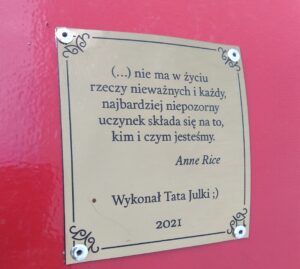 (...) nie ma w życiu
rzeczy nieważnych i każdy,
najbardziej niepozorny
uczynek składa się na to,
kim i czym jesteśmy.
Anne Rice
Wykonał Tata Julki ;)
2021